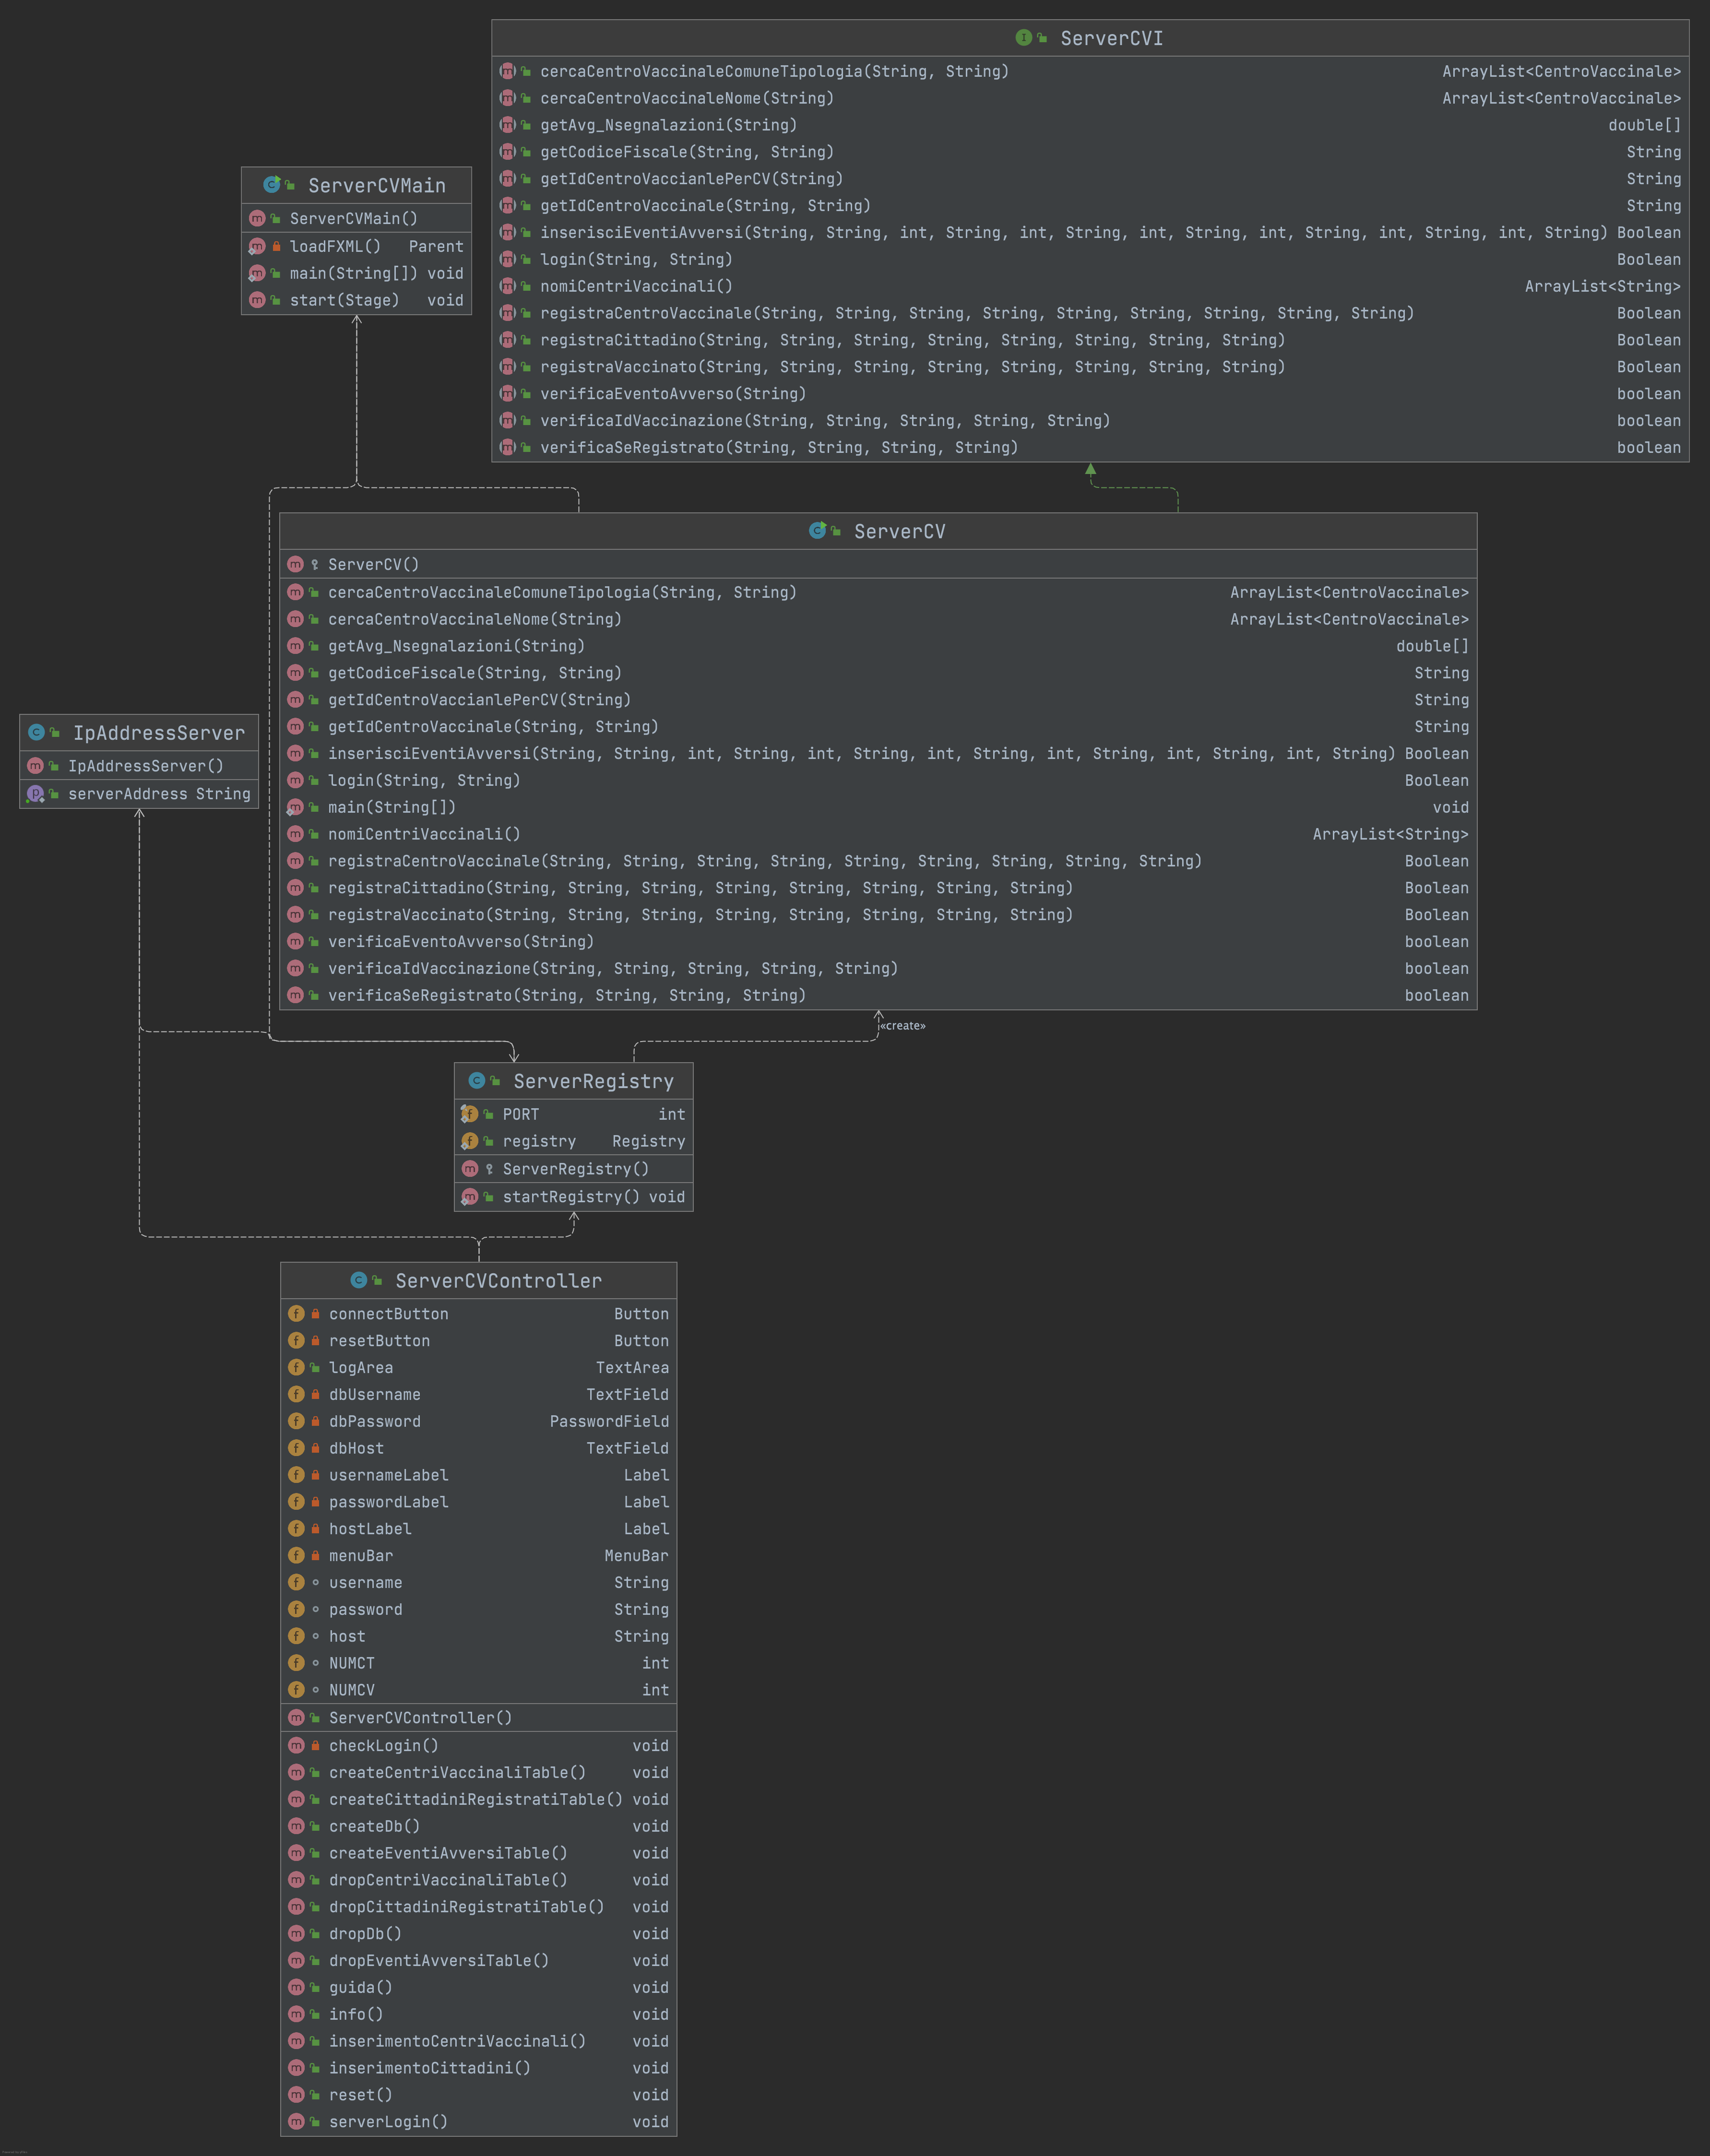 ServerCVI
cercaCentroVaccinaleComuneTipologia(String, String) ArrayList<CentroVaccinale>
cercaCentroVaccinaleNome(String) ArrayList<CentroVaccinale>
getAvg_Nsegnalazioni(String) double[]
getCodiceFiscale(String, String) String
getIdCentroVaccianlePerCV(String) String
getIdCentroVaccinale(String, String) String
inserisciEventiAvversi(String, String, int, String, int, String, int, String, int, String, int, String, int, String) Boolean
login(String, String) Boolean
nomiCentriVaccinali() ArrayList<String>
registraCentroVaccinale(String, String, String, String, String, String, String, String, String) Boolean
registraCittadino(String, String, String, String, String, String, String, String) Boolean
registraVaccinato(String, String, String, String, String, String, String, String) Boolean
verificaEventoAvverso(String) boolean
verificaIdVaccinazione(String, String, String, String, String) boolean
verificaSeRegistrato(String, String, String, String) boolean
ServerCVMain
ServerCVMain()
loadFXML() Parent
main(String[]) void
start(Stage) void
ServerCV
ServerCV()
cercaCentroVaccinaleComuneTipologia(String, String) ArrayList<CentroVaccinale>
cercaCentroVaccinaleNome(String) ArrayList<CentroVaccinale>
getAvg_Nsegnalazioni(String) double[]
getCodiceFiscale(String, String) String
getIdCentroVaccianlePerCV(String) String
getIdCentroVaccinale(String, String) String
inserisciEventiAvversi(String, String, int, String, int, String, int, String, int, String, int, String, int, String) Boolean
login(String, String) Boolean
main(String[]) void
nomiCentriVaccinali() ArrayList<String>
registraCentroVaccinale(String, String, String, String, String, String, String, String, String) Boolean
registraCittadino(String, String, String, String, String, String, String, String) Boolean
registraVaccinato(String, String, String, String, String, String, String, String) Boolean
verificaEventoAvverso(String) boolean
verificaIdVaccinazione(String, String, String, String, String) boolean
verificaSeRegistrato(String, String, String, String) boolean
IpAddressServer
IpAddressServer()
serverAddress String
«create»
ServerRegistry
PORT int
registry Registry
ServerRegistry()
startRegistry() void
ServerCVController
connectButton Button
resetButton Button
logArea TextArea
dbUsername TextField
dbPassword PasswordField
dbHost TextField
usernameLabel Label
passwordLabel Label
hostLabel Label
menuBar MenuBar
username String
password String
host String
NUMCT int
NUMCV int
ServerCVController()
checkLogin() void
createCentriVaccinaliTable() void
createCittadiniRegistratiTable() void
createDb() void
createEventiAvversiTable() void
dropCentriVaccinaliTable() void
dropCittadiniRegistratiTable() void
dropDb() void
dropEventiAvversiTable() void
guida() void
info() void
inserimentoCentriVaccinali() void
inserimentoCittadini() void
reset() void
serverLogin() void